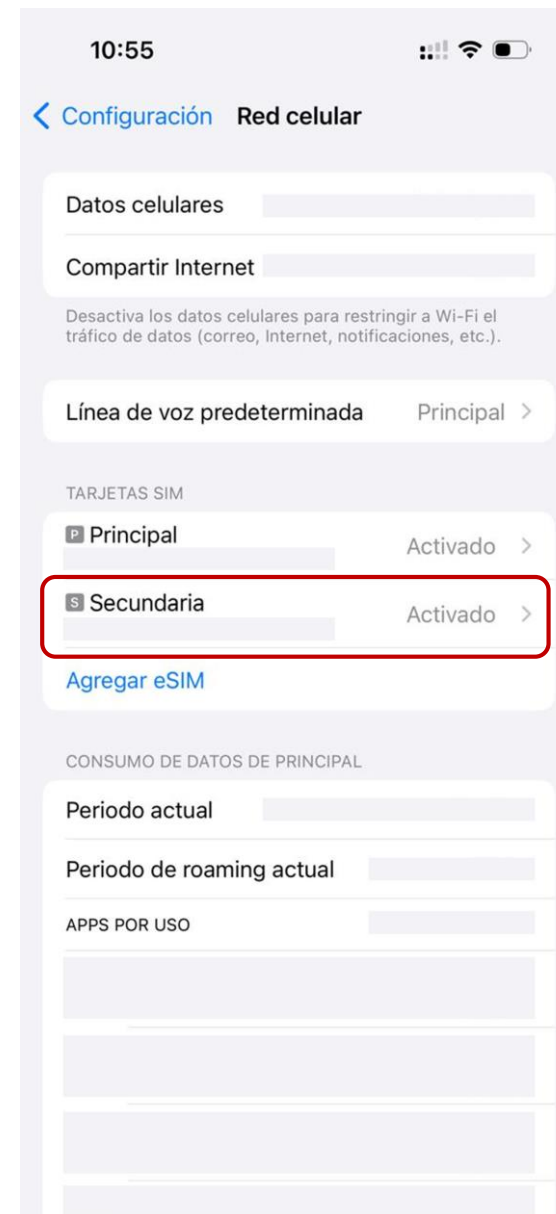 10:55
Configuración Red celular
Datos celulares
Compartir Internet
Desactiva los datos celulares para restringir a Wi-Fi el
tráfico de datos (correo, Internet, notificaciones, etc.).
Línea de voz predeterminada Principal
TARJETAS SIM
P Principal
Activado
S Secundaria
Activado
Agregar eSIM
CONSUMO DE DATOS DE PRINCIPAL
Periodo actual
Periodo de roaming actual
APPS POR USO